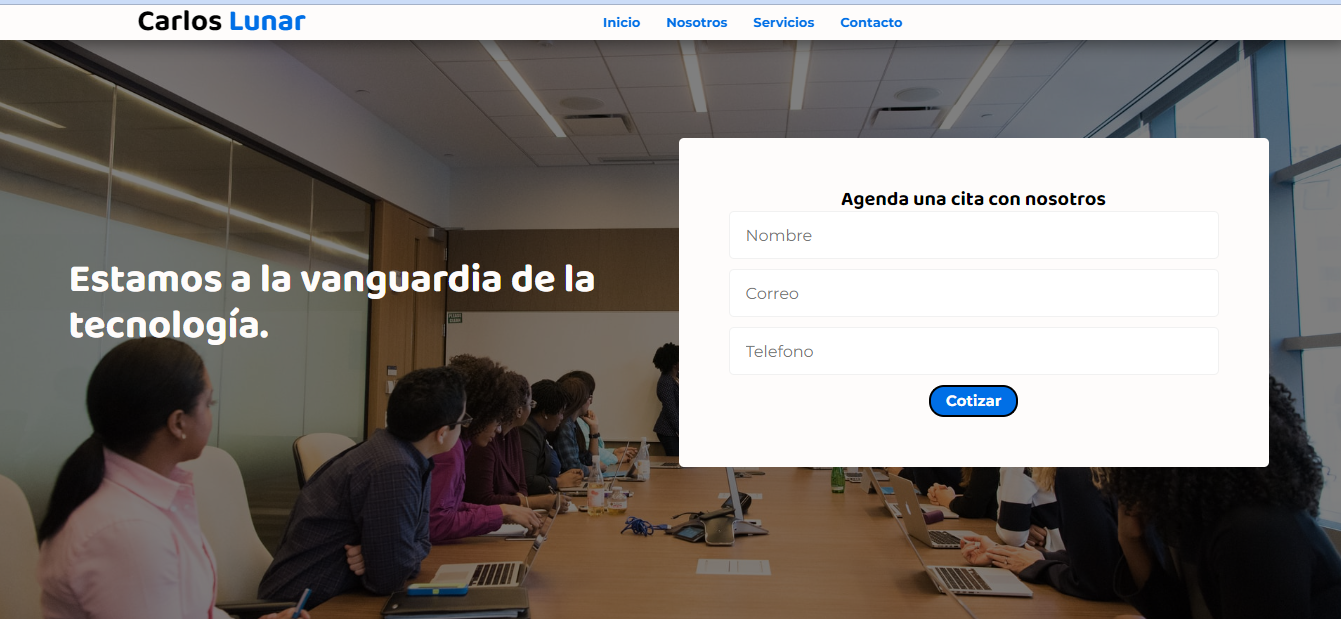 Carlos Lunar
Inicio Nosotros Servicios Contacto
Estamos a la vanguardia de la
tecnología.
Agenda una cita con nosotros
Nombre
Correo
Telefono
Cotizar